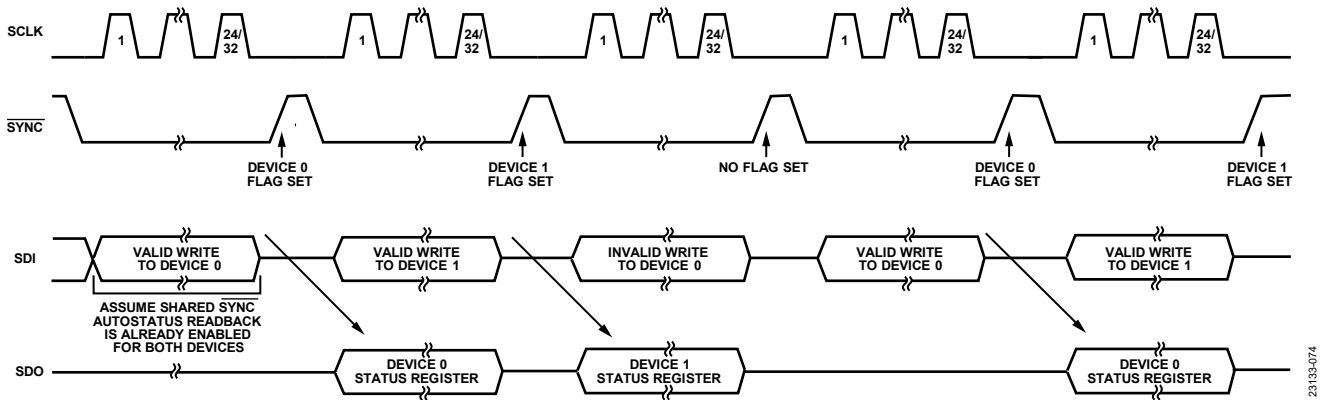 SCLK
1
24/
32
1
24/
32
1
24/
32
1
24/
32
1
24/
32
SYNC
DEVICE 0
FLAG SET
DEVICE 1
FLAG SET
NO FLAG SET
DEVICE 0
FLAG SET
DEVICE 1
FLAG SET
SDI
VALID WRITE
TO DEVICE 0
VALID WRITE
TO DEVICE 1
INVALID WRITE
TO DEVICE 0
VALID WRITE
TO DEVICE 0
VALID WRITE
TO DEVICE 1
ASSUME SHARED SYNC
AUTOSTATUS READBACK
IS ALREADY ENABLED
FOR BOTH DEVICES
SDO
DEVICE 0
STATUS REGISTER
DEVICE 1
STATUS REGISTER
DEVICE 0
STATUS REGISTER
23133-074